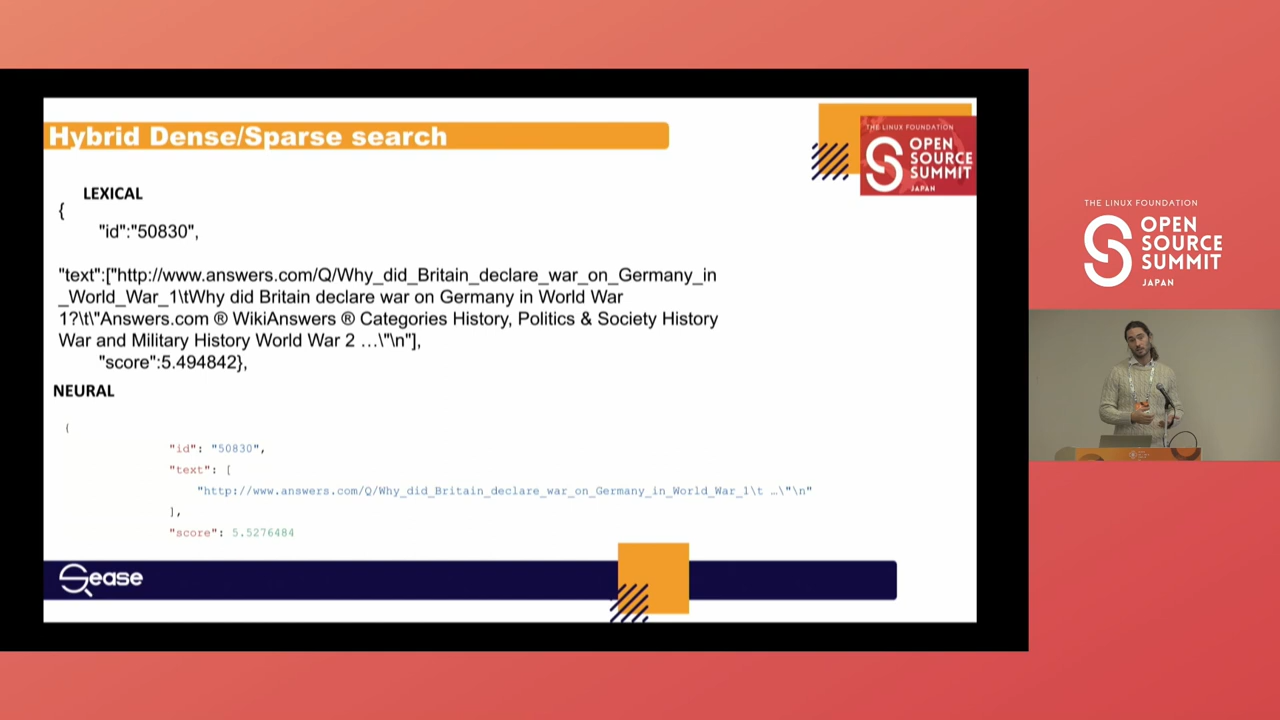 Hybrid Dense/Sparse search
THE LINUX FOUNDATION
OPEN
SOURCE
SUMMIT
JAPAN
LEXICAL
{
"id":"50830",
"text":["http://www.answers.com/Q/Why_did_Britain_declare_war_on_Germany_in
_World_War_1\tWhy did Britain declare war on Germany in World War
1?\t\"Answers.com ® WikiAnswers ® Categories History, Politics & Society History
War and Military History World War 2 …\"\n"],
"score":5.494842},
NEURAL
{
"id": "50830",
"text": [
"http://www.answers.com/Q/Why_did_Britain_declare_war_on_Germany_in_World_War_1\t …\"\n"
],
"score": 5.5276484
Sease
THE LINUX FOUNDATION
OPEN
SOURCE
SUMMIT
JAPAN